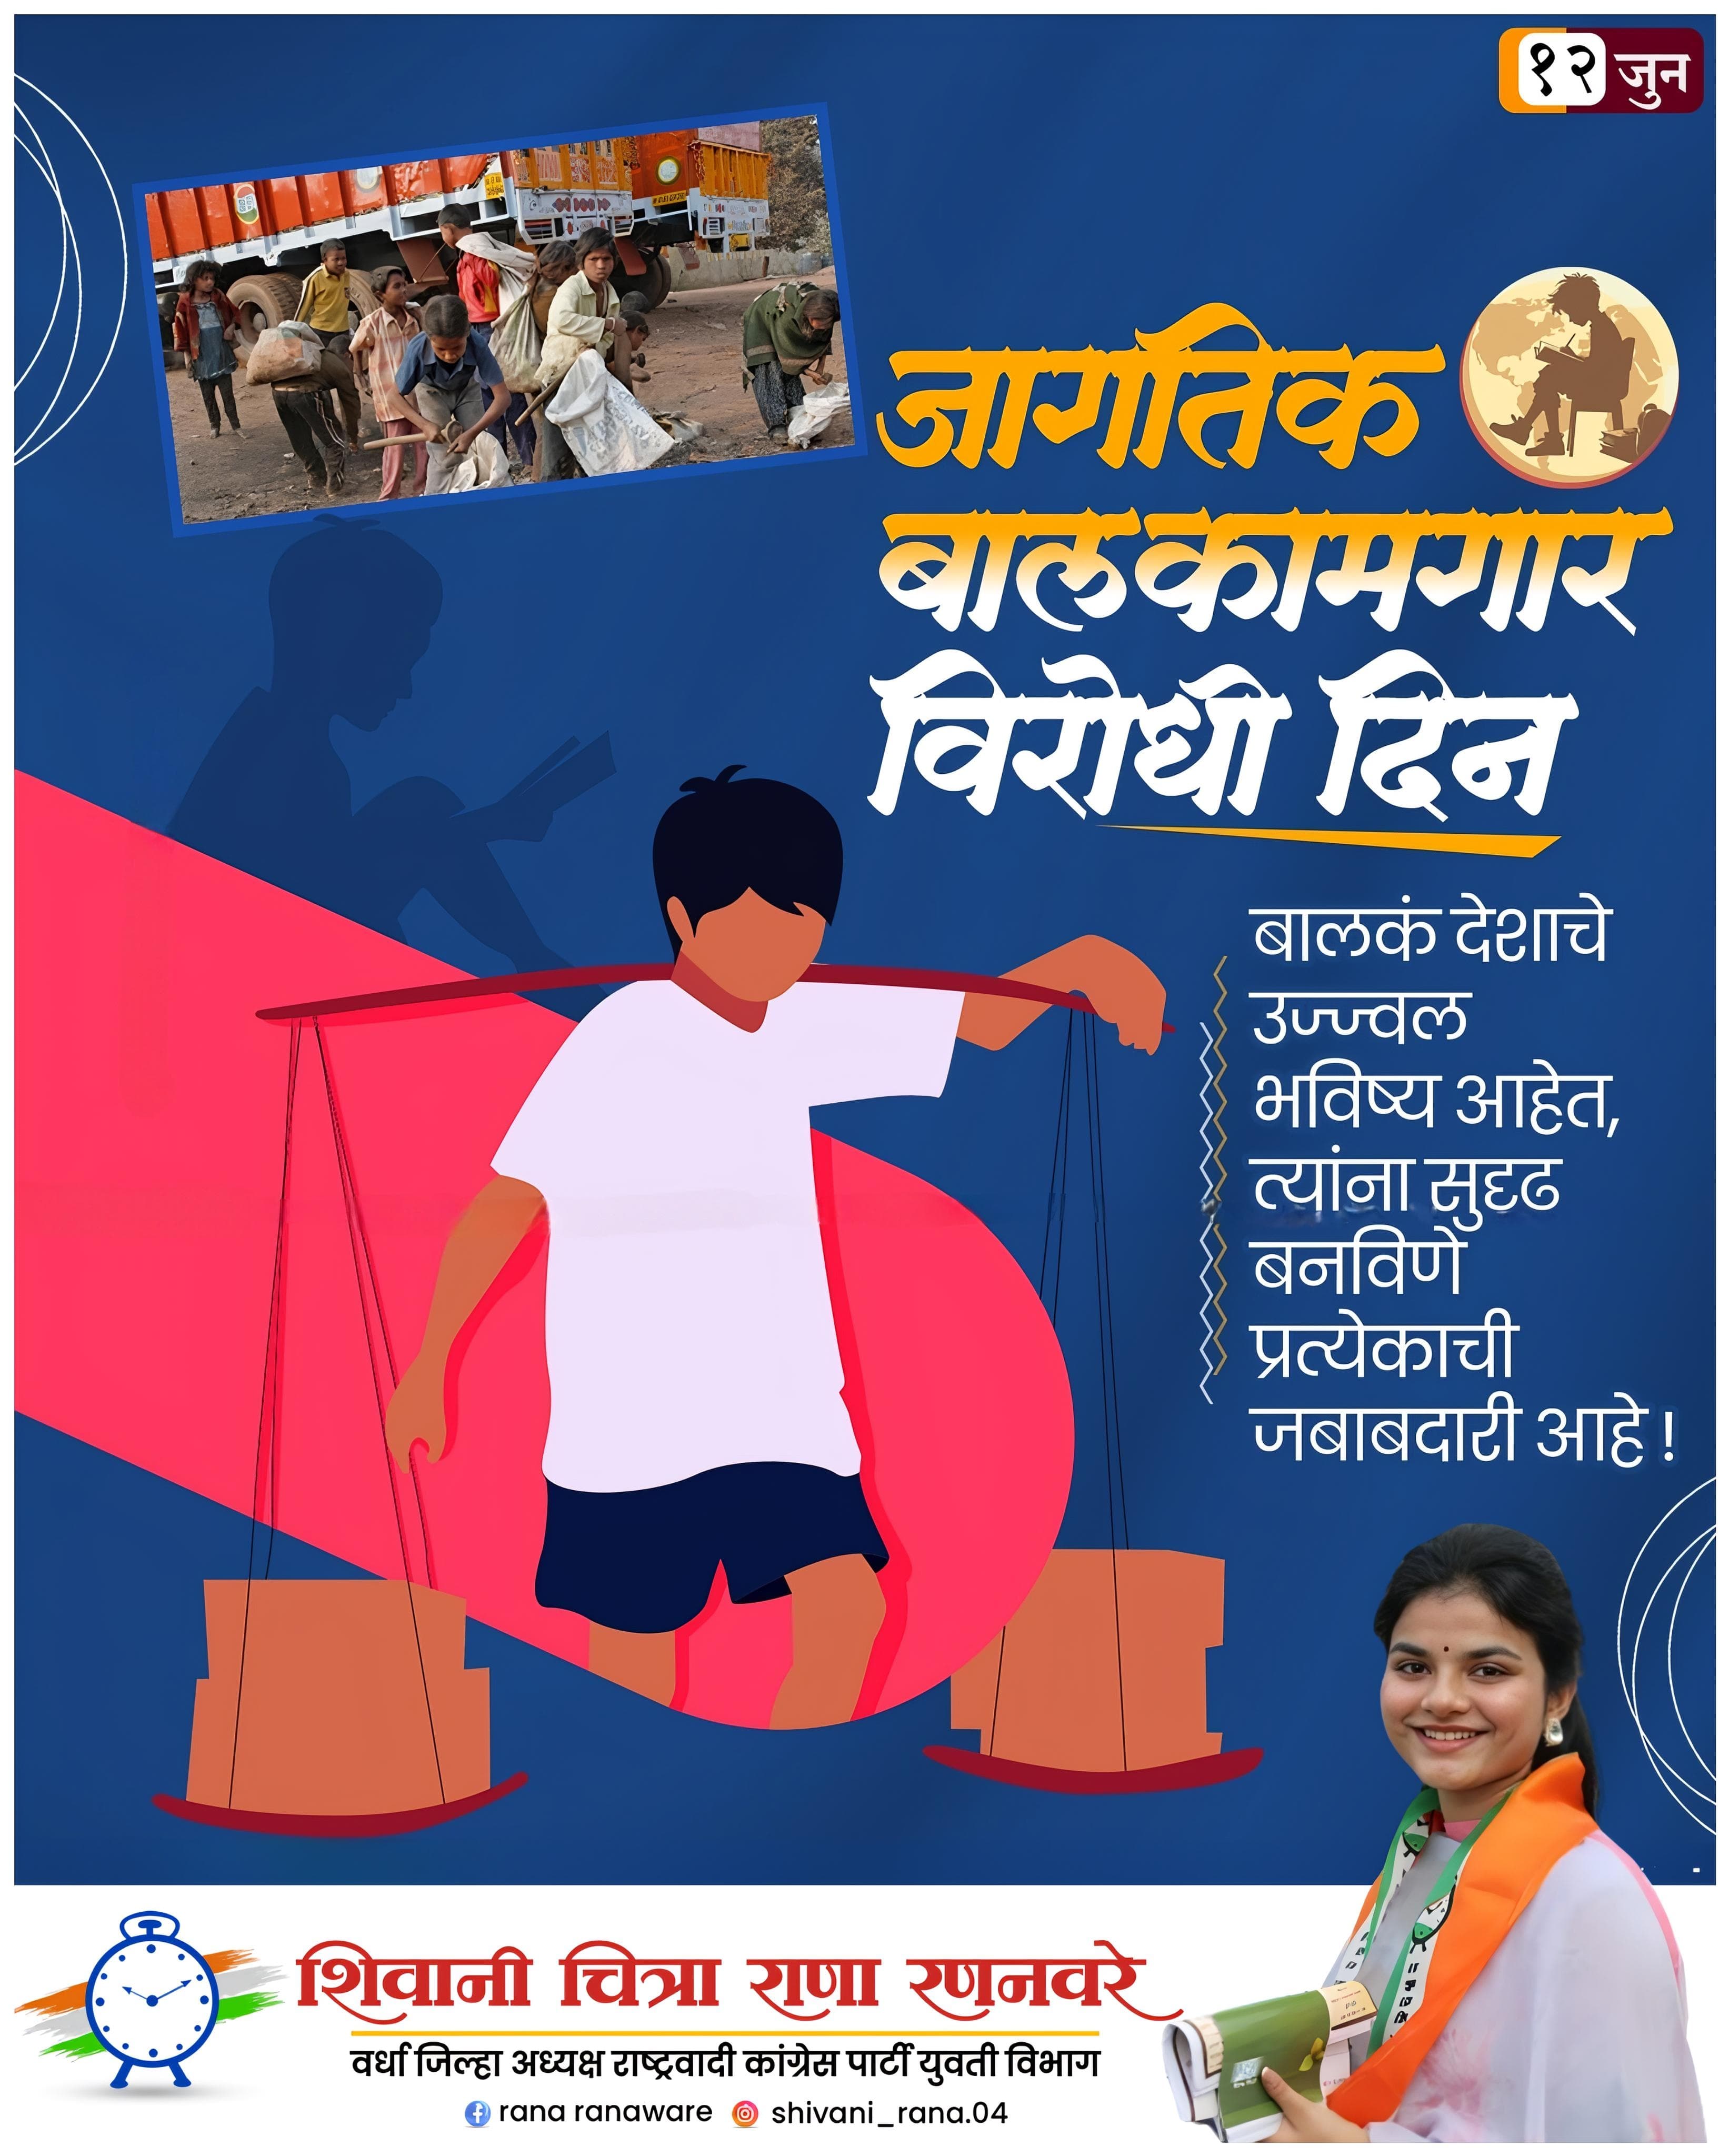 १२ जुन
जागतिक
बालकामगार
विरोधी दिन
बालकं देशाचे
उज्ज्वल
भविष्य आहेत,
त्यांना सुदृढ
बनविणे
प्रत्येकाची
जबाबदारी आहे !
शिवानी चित्रा राणा रणनवरे
वर्धा जिल्हा अध्यक्ष राष्ट्रवादी कांग्रेस पार्टी युवती विभाग
rana ranaware shivani_rana.04